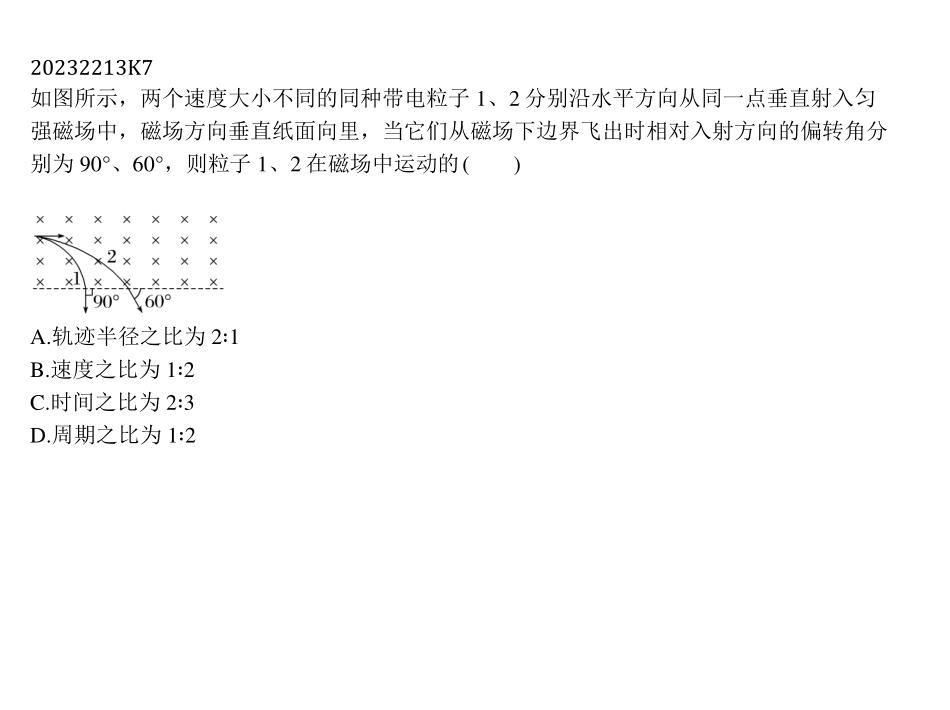 20232213K7
如图所示，两个速度大小不同的同种带电粒子 1、2 分别沿水平方向从同一点垂直射入匀
强磁场中，磁场方向垂直纸面向里，当它们从磁场下边界飞出时相对入射方向的偏转角分
别为 90°、60°，则粒子 1、2 在磁场中运动的(　　)
2
1
90° 60°
A.轨迹半径之比为 2∶1
B.速度之比为 1∶2
C.时间之比为 2∶3
D.周期之比为 1∶2